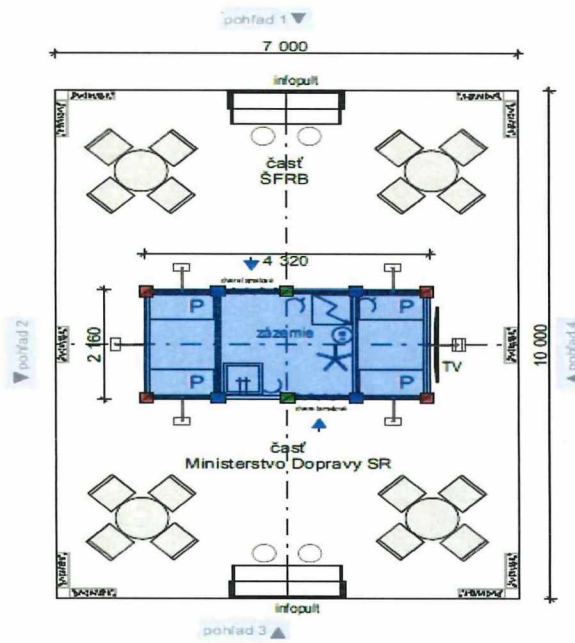 pohľad 1
7 000
infopult
časť
ŠFRB
4 320
P
P
zázemie
2 160
P
P
TV
10 000
pohľad 2
pohľad 4
časť
Ministerstvo Dopravy SR
infopult
pohľad 3